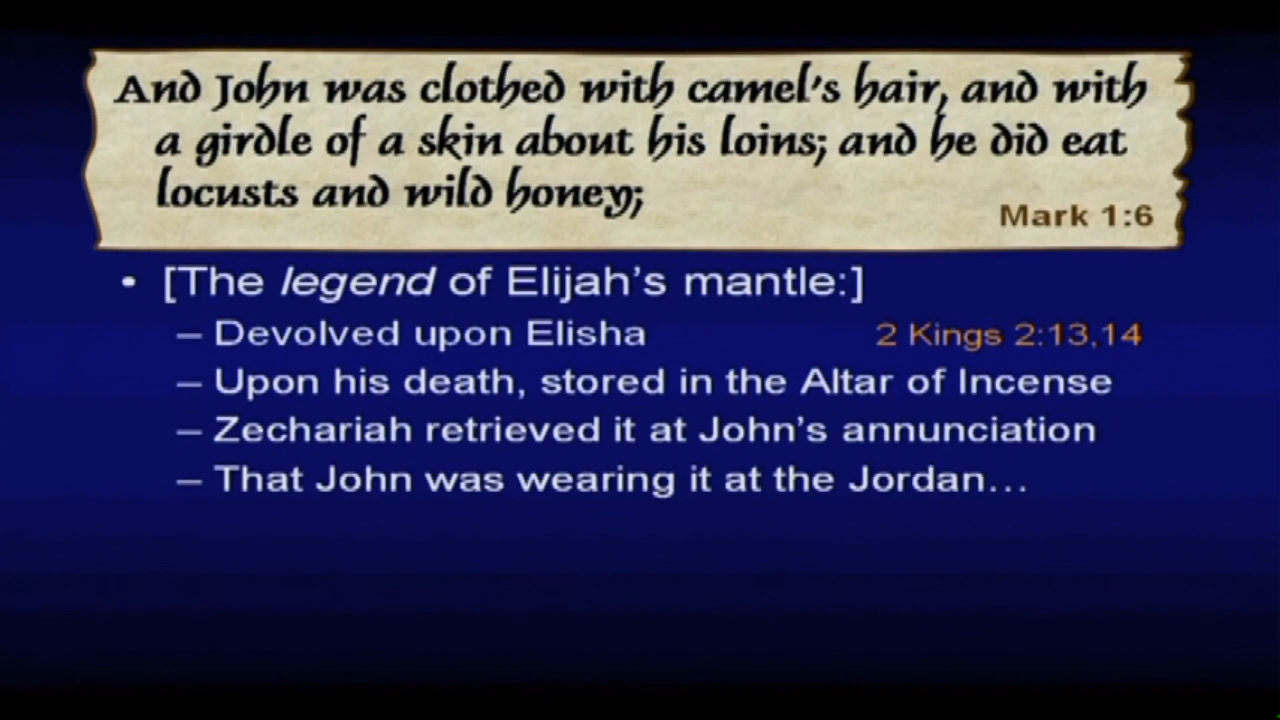 And John was clothed with camel's hair, and with
a girdle of a skin about his loins; and he did eat
locusts and wild honey;
Mark 1:6
• [The legend of Elijah's mantle:]
– Devolved upon Elisha 2 Kings 2:13,14
– Upon his death, stored in the Altar of Incense
– Zechariah retrieved it at John's annunciation
– That John was wearing it at the Jordan…